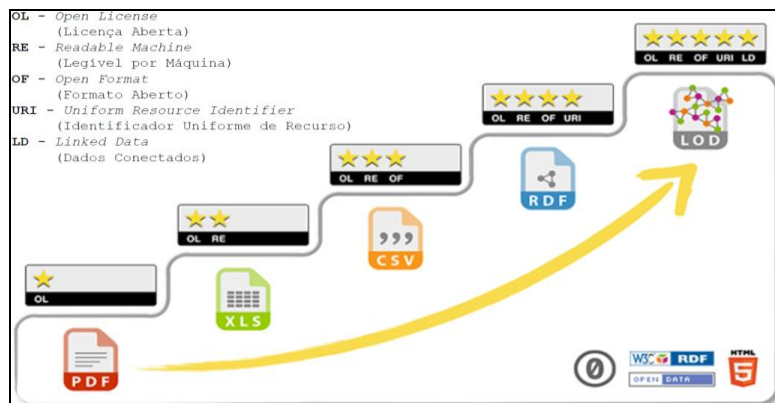 OL - Open License
(Licença Aberta)
RE - Readable Machine
(Legível por Máquina)
OF - Open Format
(Formato Aberto)
URI - Uniform Resource Identifier
(Identificador Uniforme de Recurso)
LD - Linked Data
(Dados Conectados)
OL RE OF URI LD
LOD
OL RE OF URI
RDF
OL RE OF
CSV
OL RE
XLS
OL
PDF
0
W3C RDF
OPEN DATA
HTML
5